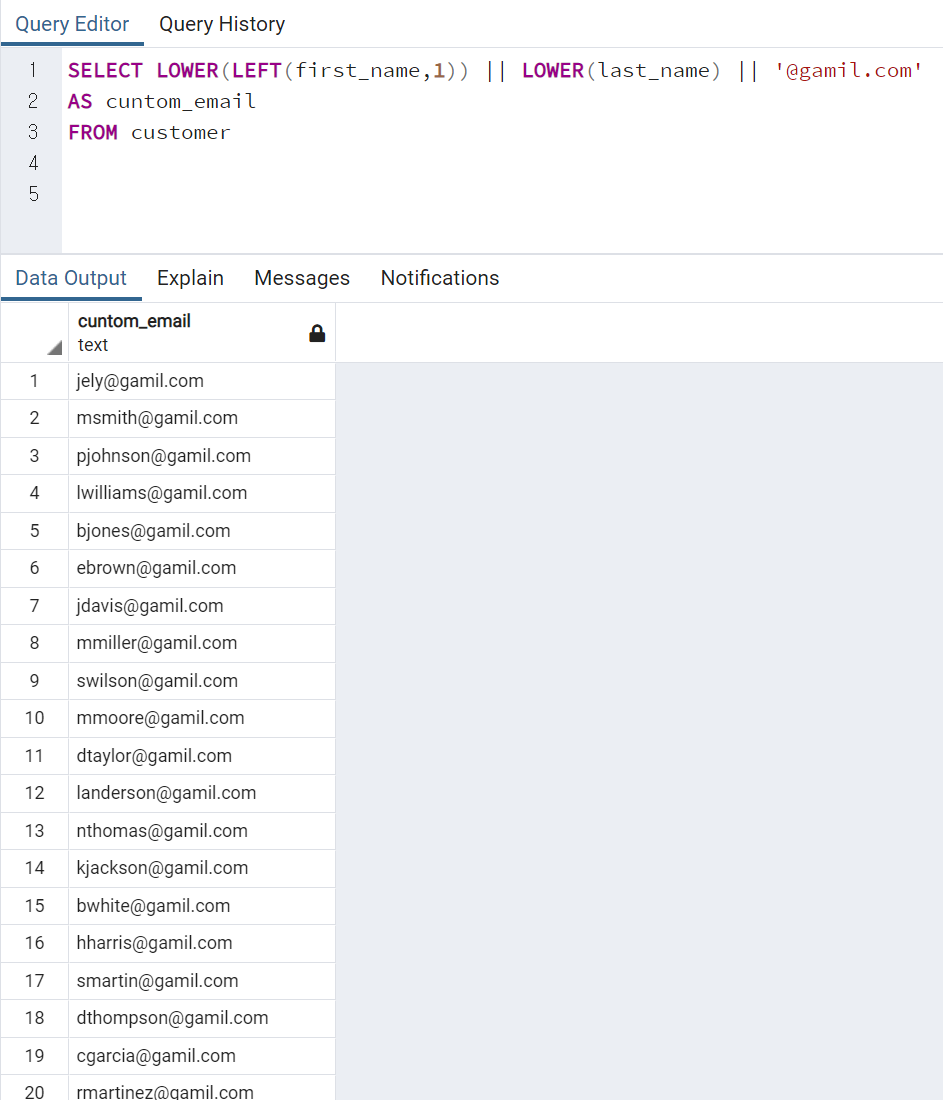 Query Editor Query History
1 SELECT LOWER(LEFT(first_name,1)) || LOWER(last_name) || '@gamil.com'
2 AS cuntom_email
3 FROM customer
4
5
Data Output Explain Messages Notifications
cuntom_email
text
1 jely@gamil.com
2 msmith@gamil.com
3 pjohnson@gamil.com
4 lwilliams@gamil.com
5 bjones@gamil.com
6 ebrown@gamil.com
7 jdavis@gamil.com
8 mmiller@gamil.com
9 swilson@gamil.com
10 mmoore@gamil.com
11 dtaylor@gamil.com
12 landerson@gamil.com
13 nthomas@gamil.com
14 kjackson@gamil.com
15 bwhite@gamil.com
16 hharris@gamil.com
17 smartin@gamil.com
18 dthompson@gamil.com
19 cgarcia@gamil.com
20 rmartinez@gamil.com